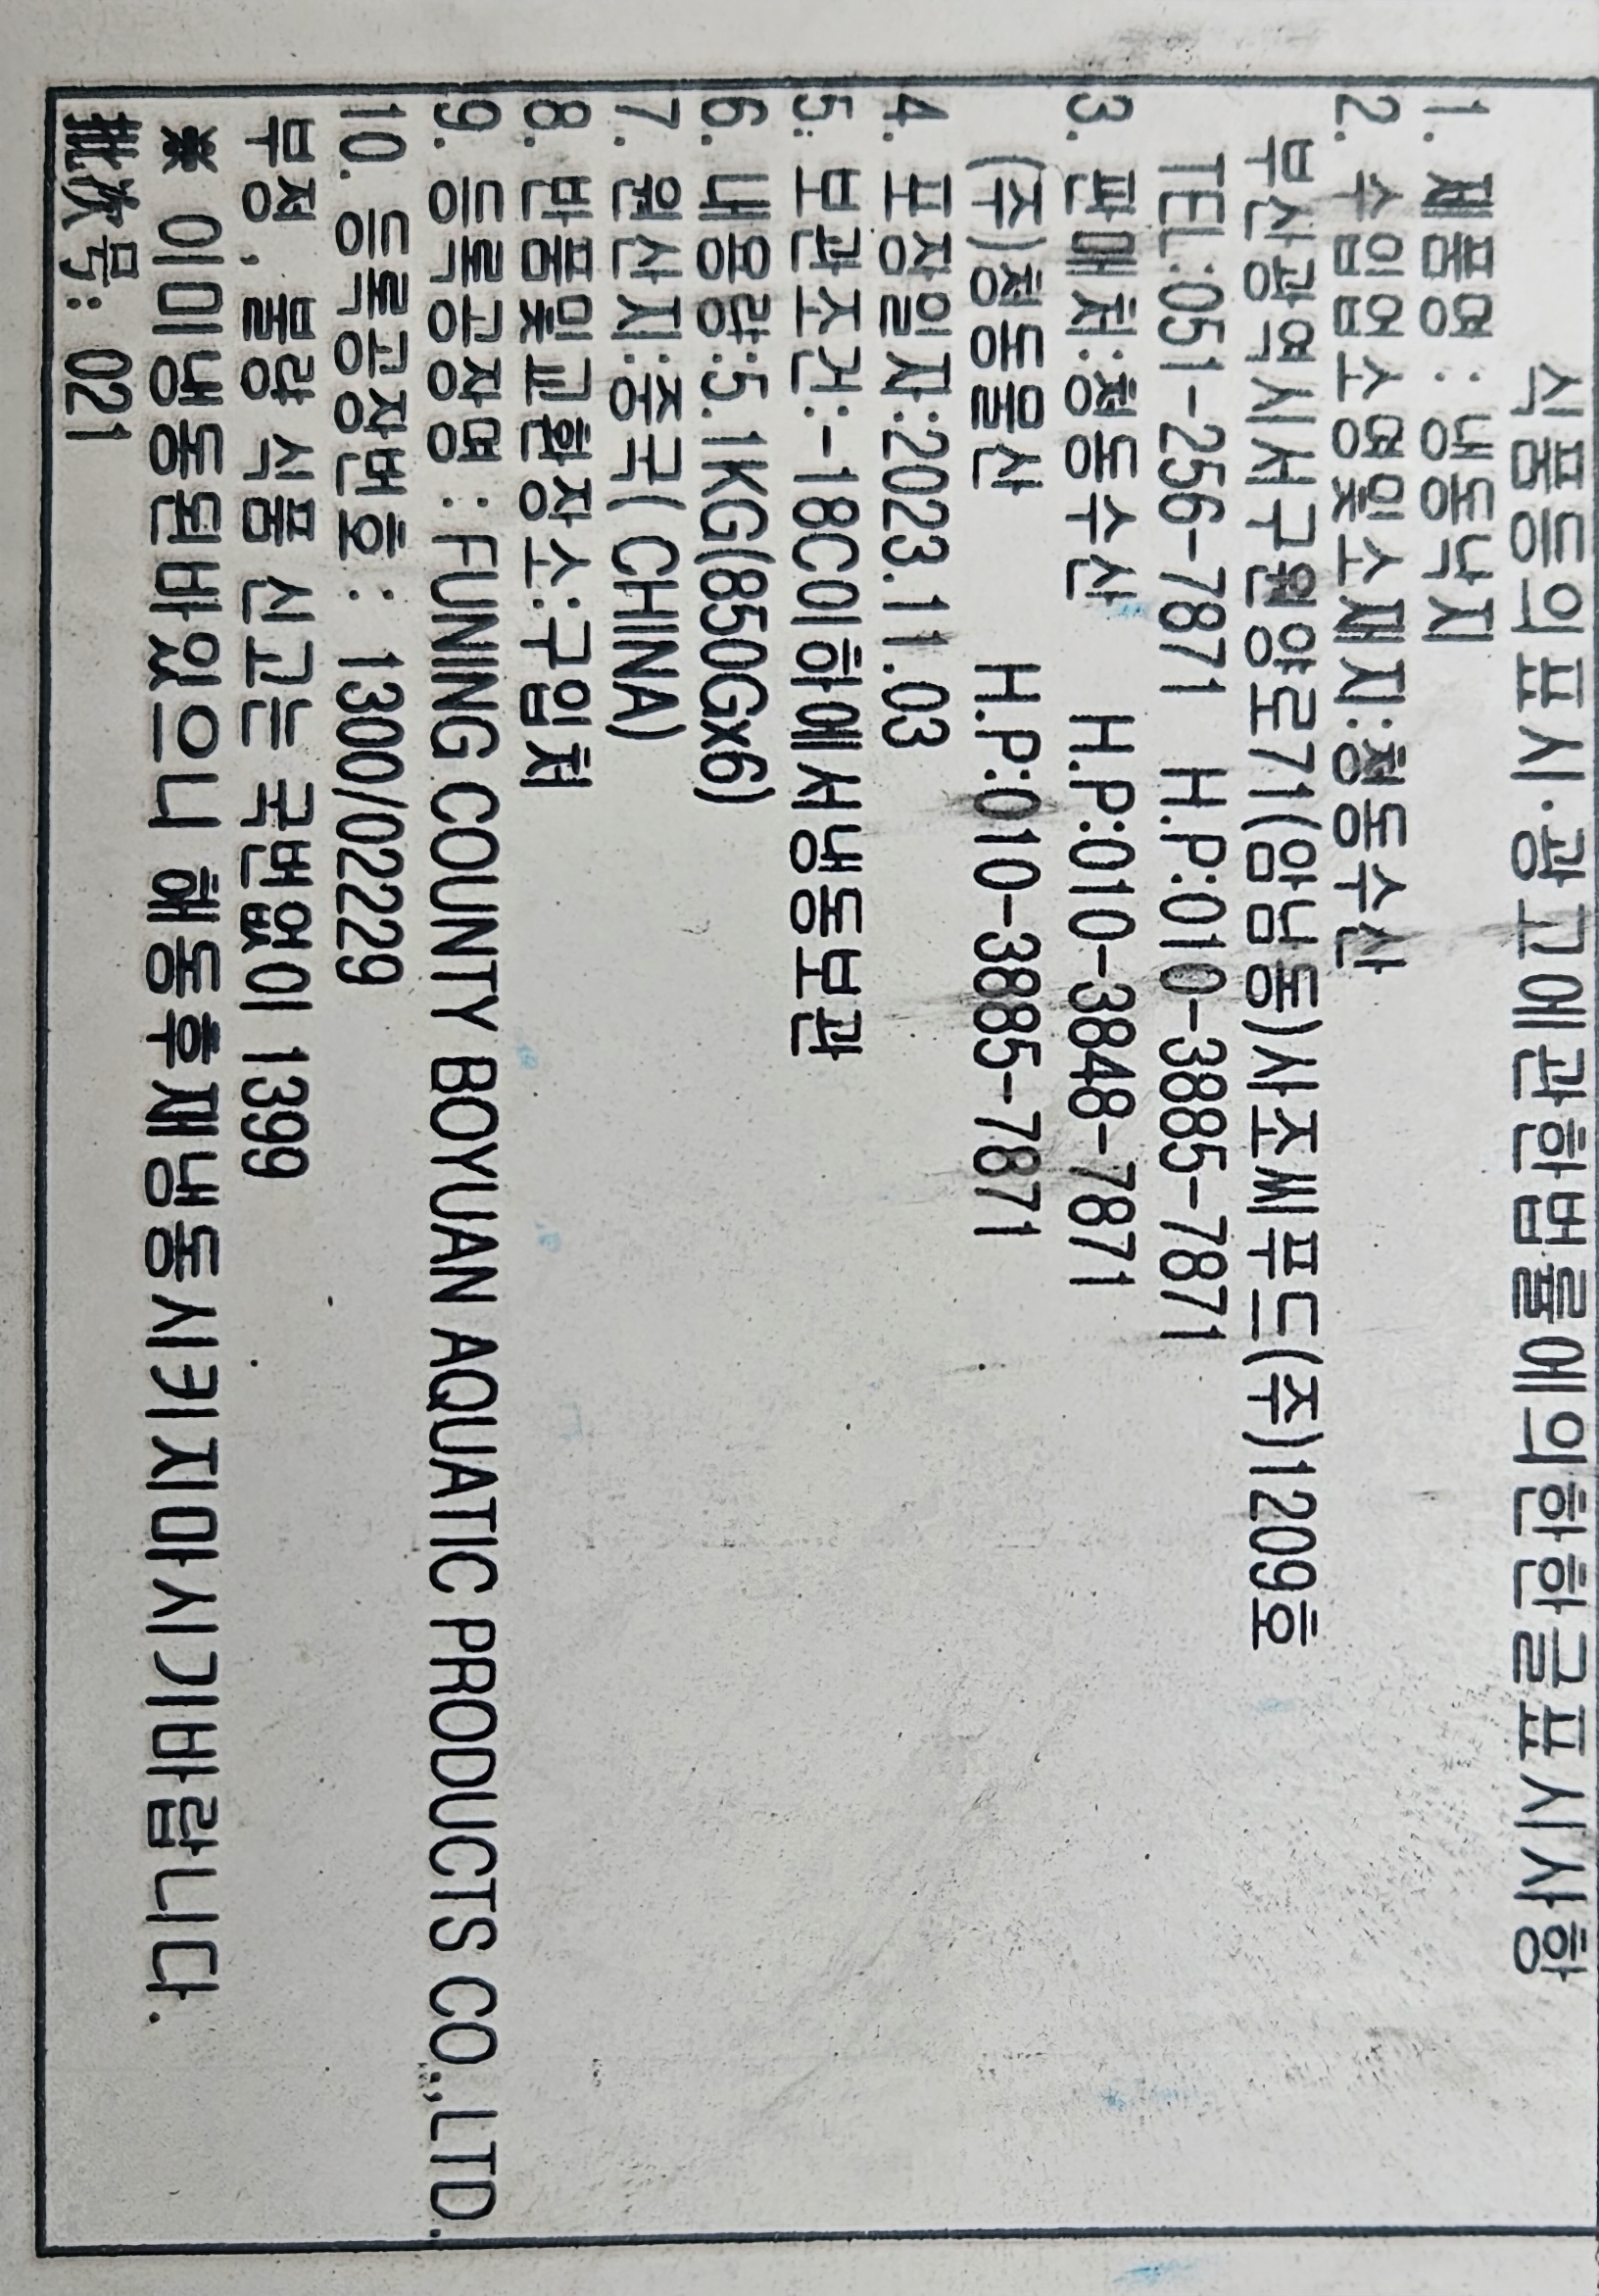 식품등의표시·광고에관한법률에의한한글표시사항
1. 제품명 : 냉동낙지
2. 수입업소명및소재지:청동수산
부산광역시서구원양로71(암남동)사조씨푸드(주)1209호
TEL:051-256-7871 H.P:010-3885-7871
3. 판매처:청동수산 H.P:010-3848-7871
(주)청동물산 H.P:010-3885-7871
4. 포장일자:2023.11.03
5. 보관조건:-18C이하에서냉동보관
6. 내용량:5.1KG(850Gx6)
7. 원산지:중국( CHINA)
8. 반품및교환장소:구입처
9. 등록공장명 : FUNING COUNTY BOYUAN AQUATIC PRODUCTS CO.,LTD.
10. 등록공장번호 : 1300/02229
부정, 불량 식품 신고는 국번없이 1399
※ 이미냉동된바있으니 해동후재냉동시키지마시기바랍니다.
批次号: 021